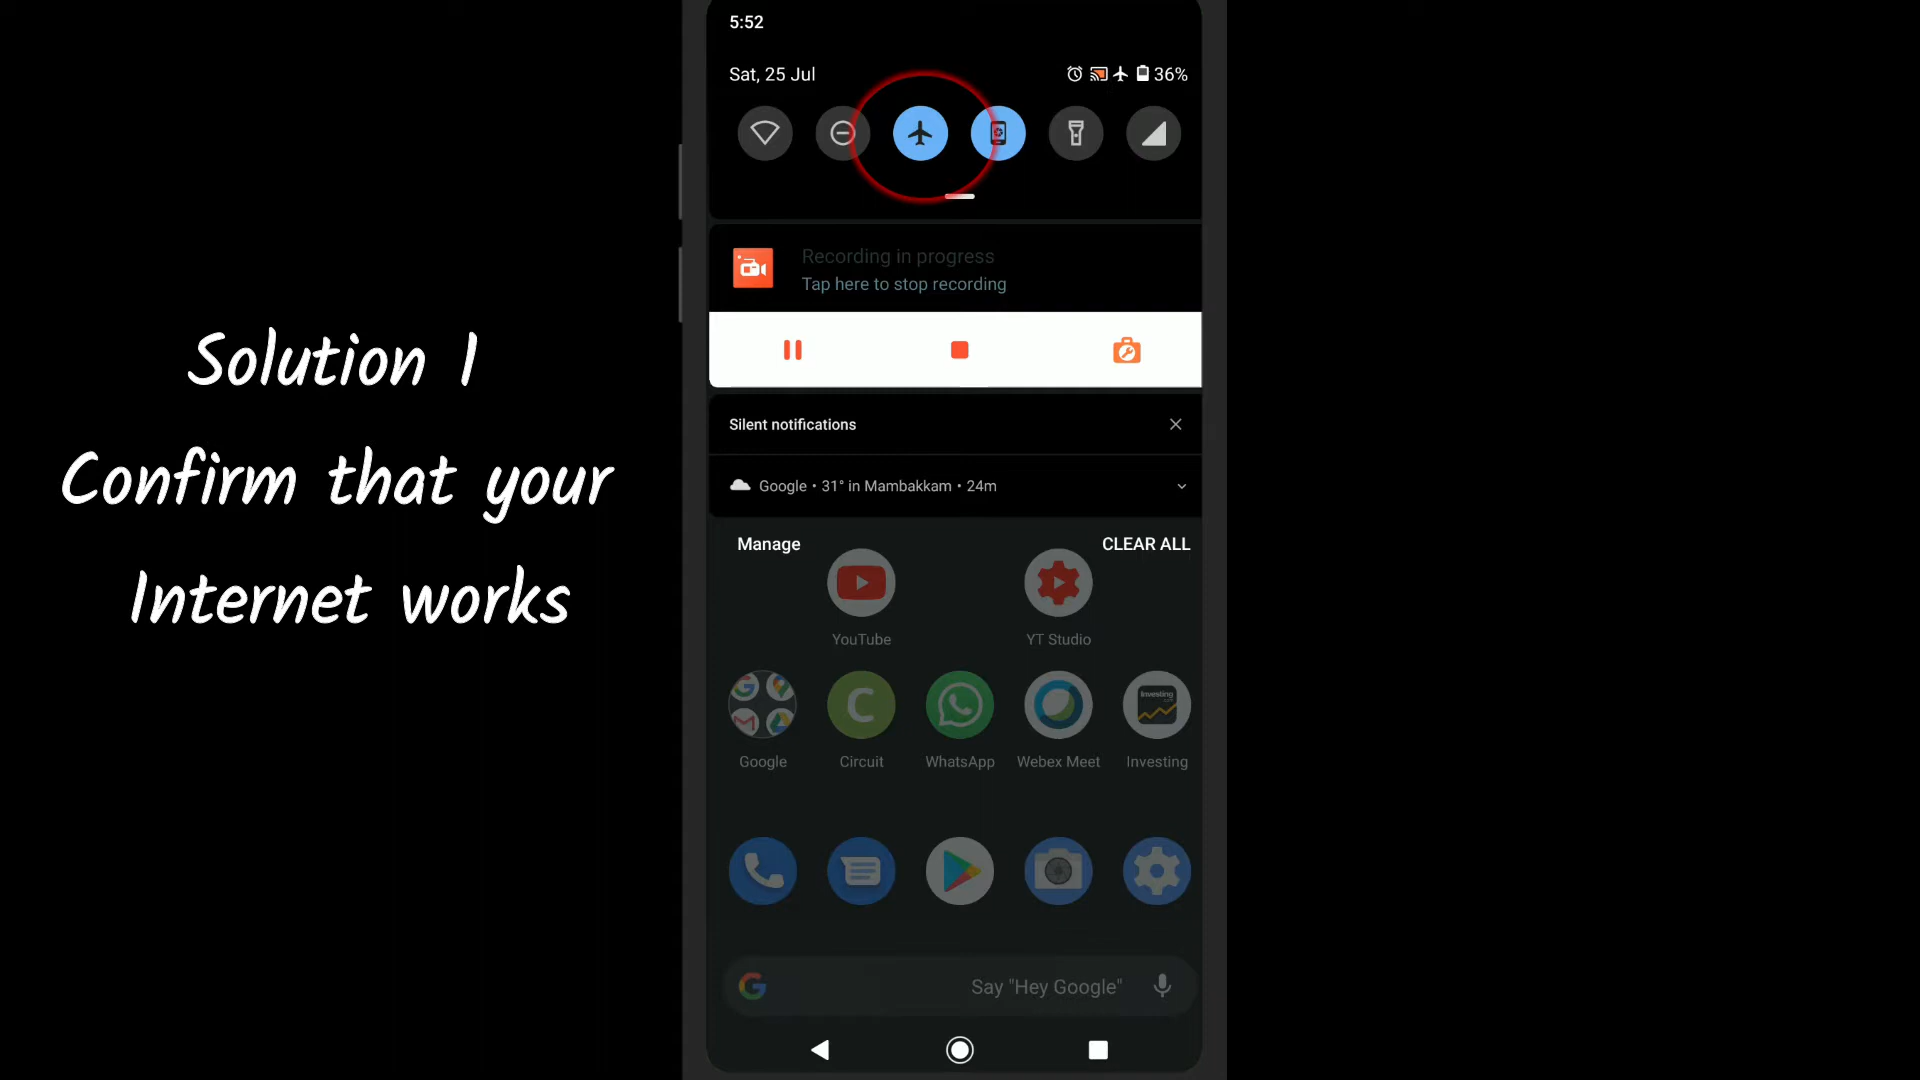 5:52
Sat, 25 Jul
36%
Recording in progress
Tap here to stop recording
Solution 1
Confirm that your
Internet works
Silent notifications
Google • 31° in Mambakkam • 24m
Manage
CLEAR ALL
YouTube
YT Studio
Investing
Google
Circuit
WhatsApp
Webex Meet
Investing
Say "Hey Google"